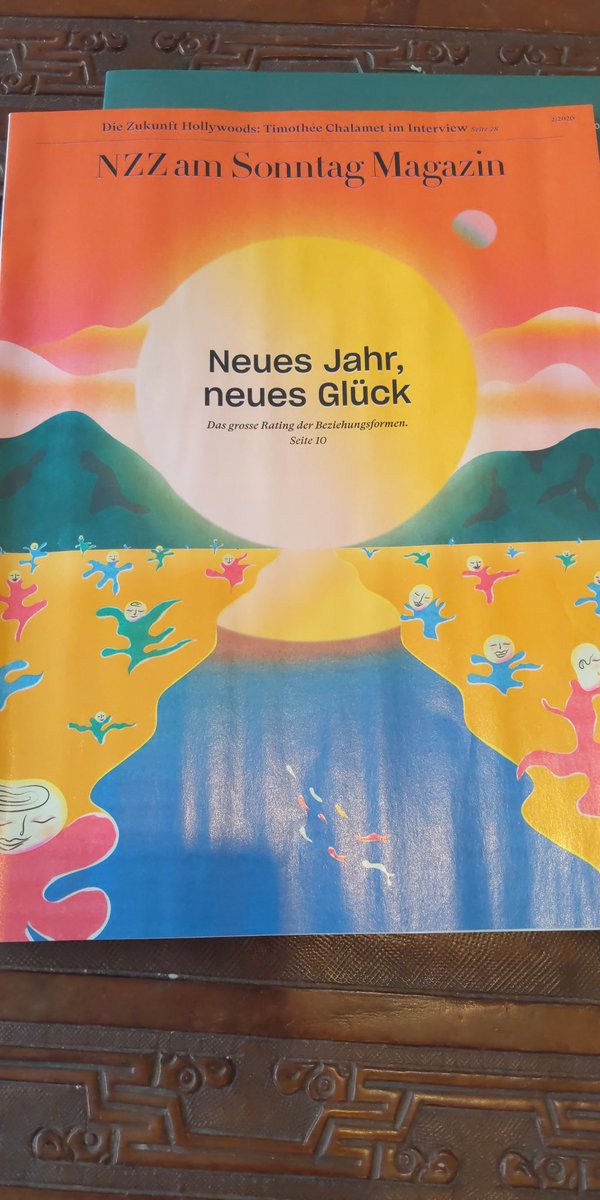 Die Zukunft Hollywoods: Timothée Chalamet im Interview Seite 28
2|2020
NZZ am Sonntag Magazin
Neues Jahr,
neues Glück
Das grosse Rating der Beziehungsformen.
Seite 10